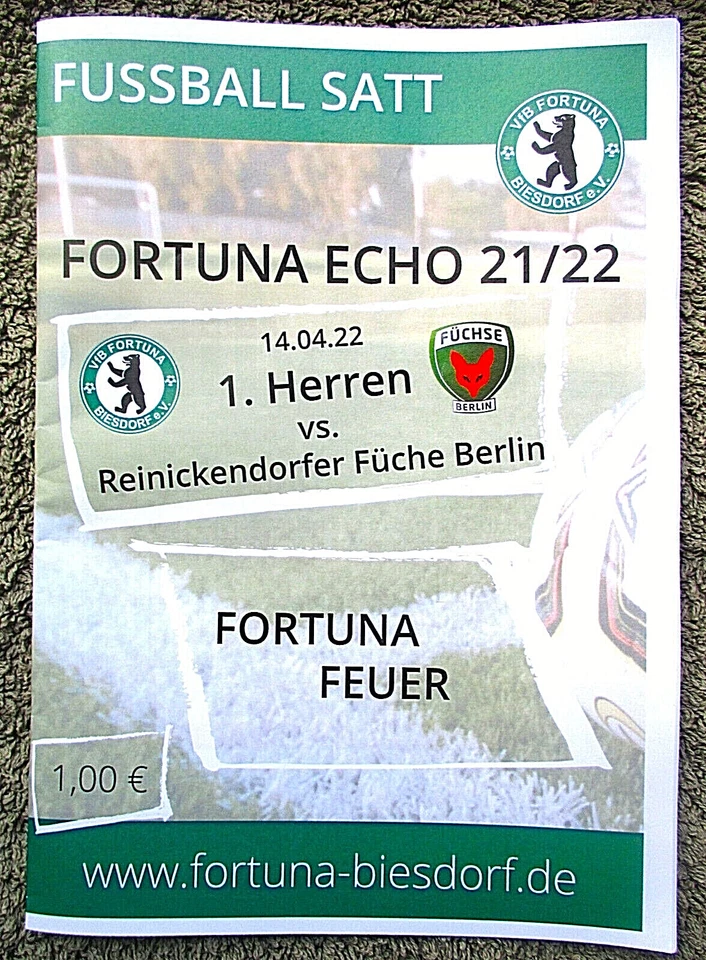 FUSSBALL SATT
VfB FORTUNA
BIESDORF e.V.
FORTUNA ECHO 21/22
VfB FORTUNA
BIESDORF e.V.
14.04.22
FÜCHSE
BERLIN
1. Herren
vs.
Reinickendorfer Füche Berlin
FORTUNA
FEUER
1,00 €
www.fortuna-biesdorf.de